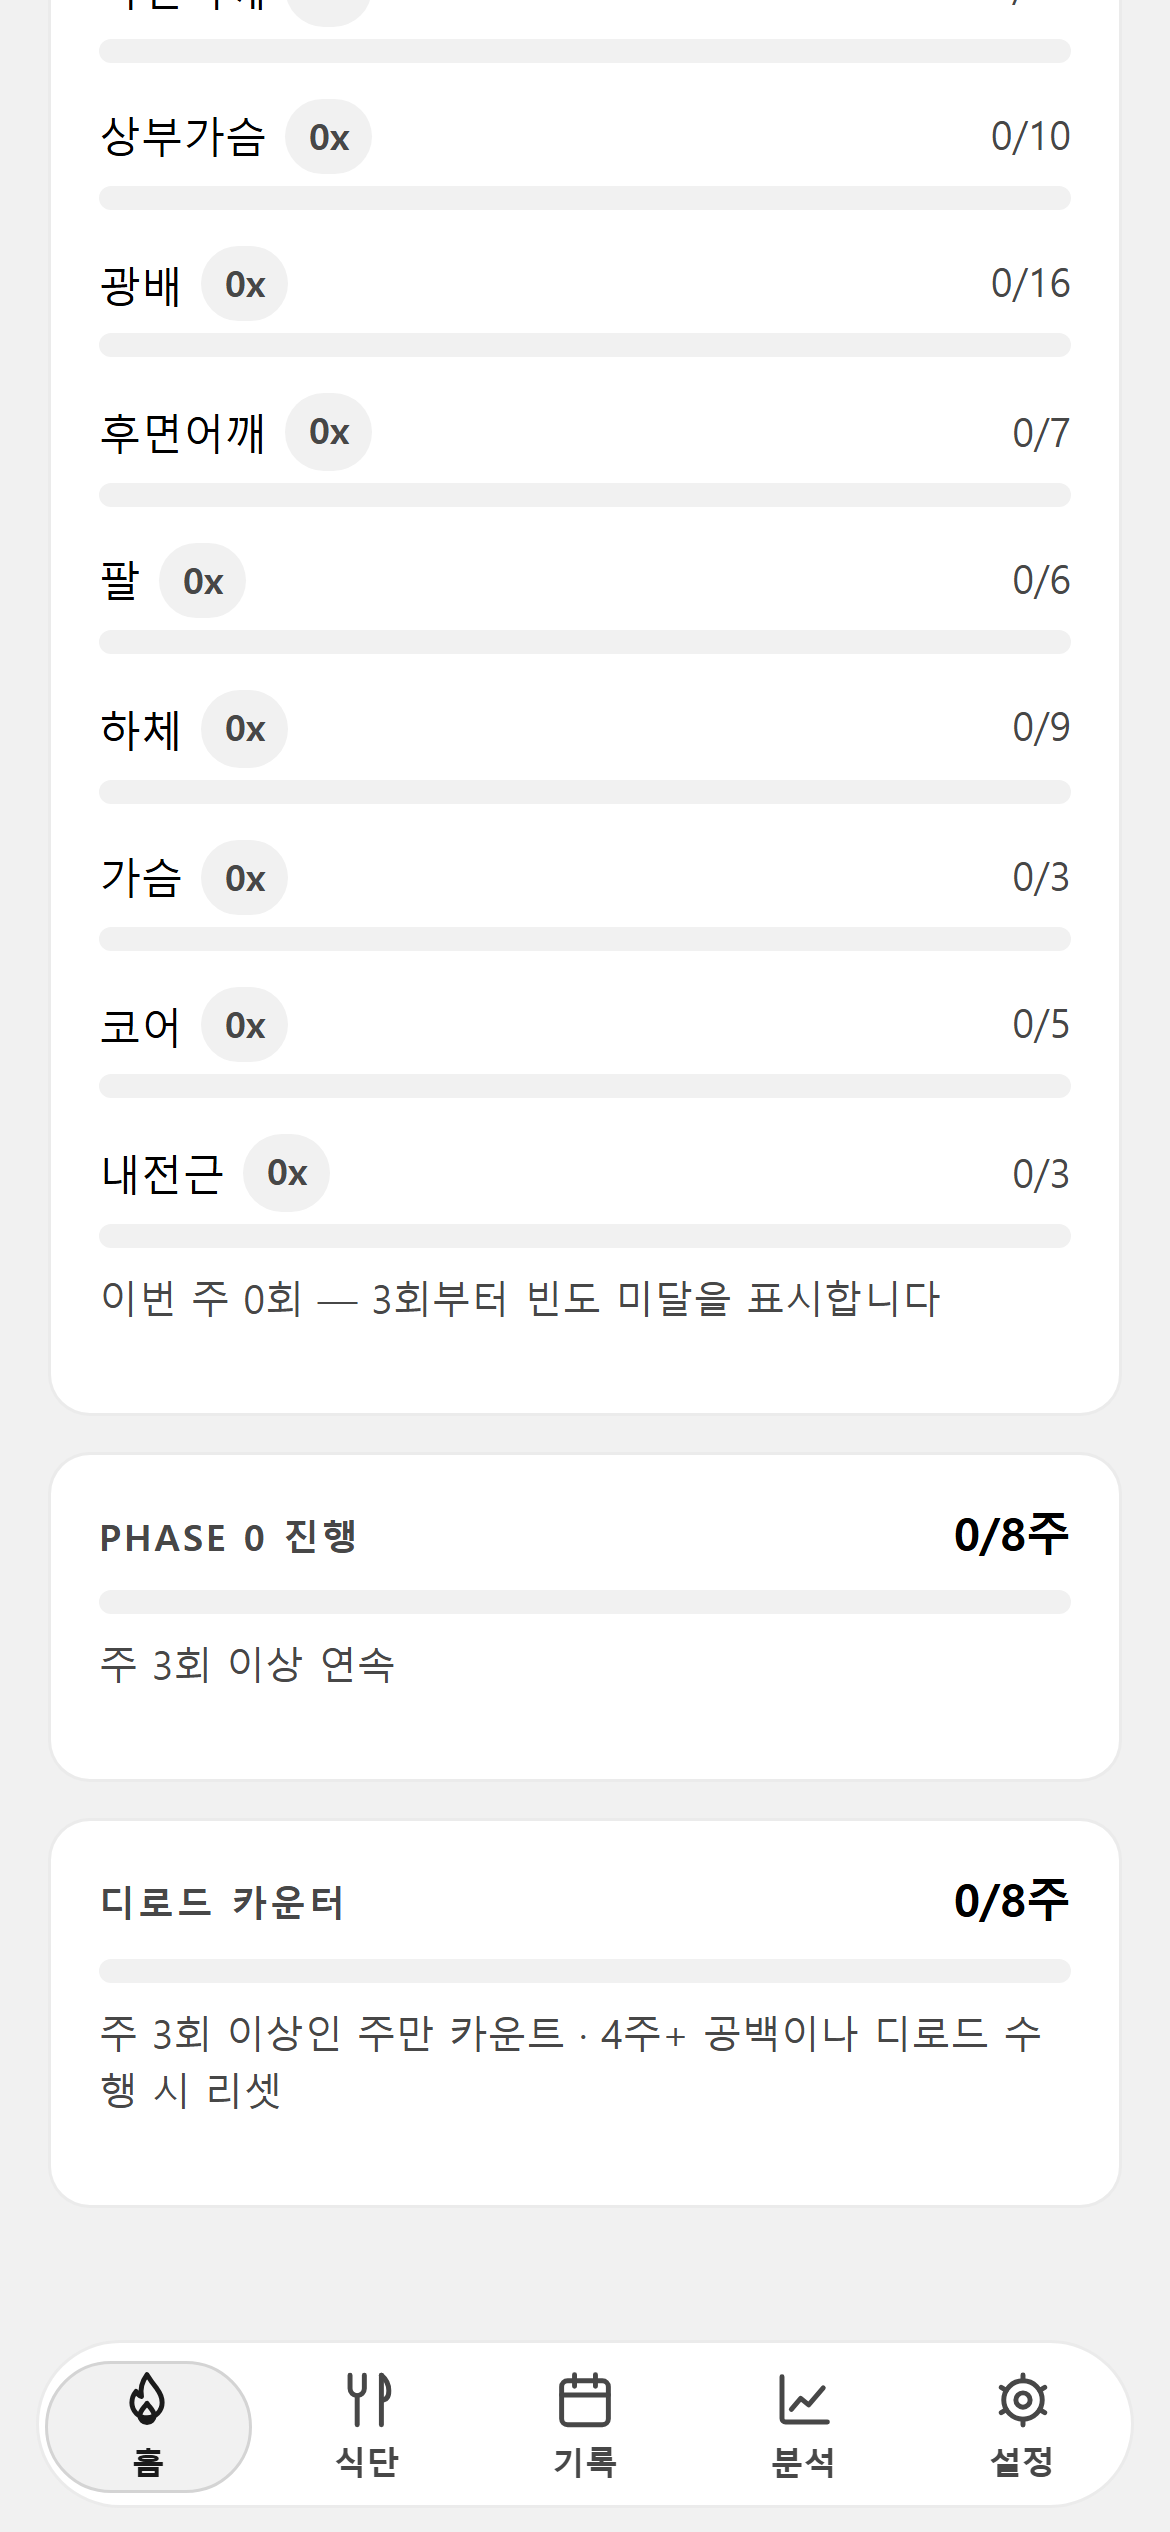 상부가슴 0x 0/10
광배 0x 0/16
후면어깨 0x 0/7
팔 0x 0/6
하체 0x 0/9
가슴 0x 0/3
코어 0x 0/5
내전근 0x 0/3
이번 주 0회 — 3회부터 빈도 미달을 표시합니다
PHASE 0 진행 0/8주
주 3회 이상 연속
디로드 카운터 0/8주
주 3회 이상인 주만 카운트 · 4주+ 공백이나 디로드 수
행 시 리셋
홈 식단 기록 분석 설정